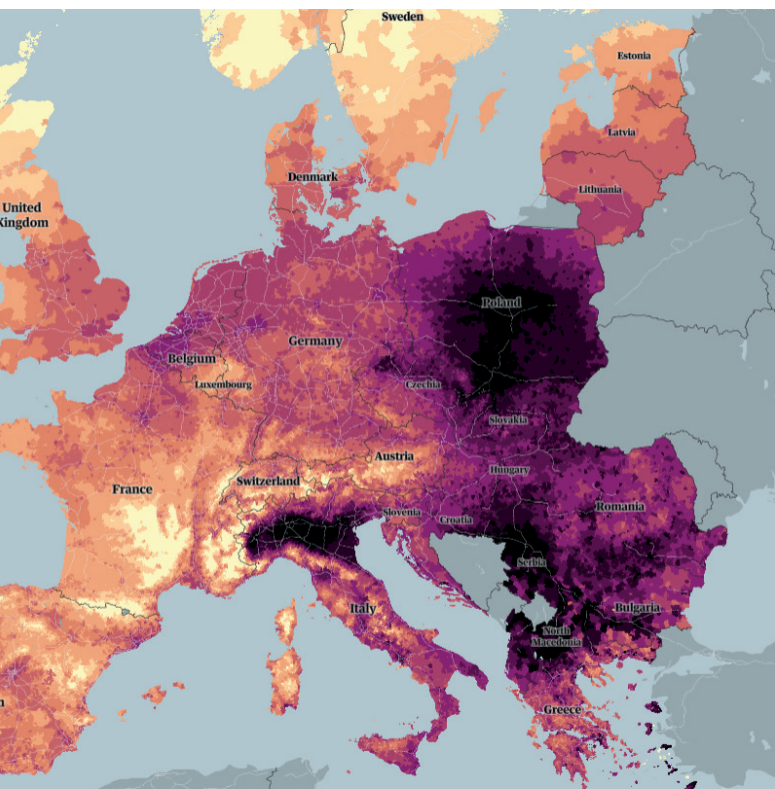 Sweden
Estonia
Latvia
Denmark
Lithuania
United
Kingdom
Poland
Germany
Belgium
Luxembourg
Czechia
Slovakia
Austria
Hungary
Switzerland
France
Romania
Slovenia
Croatia
Serbia
Italy
Bulgaria
North
Macedonia
Greece
n